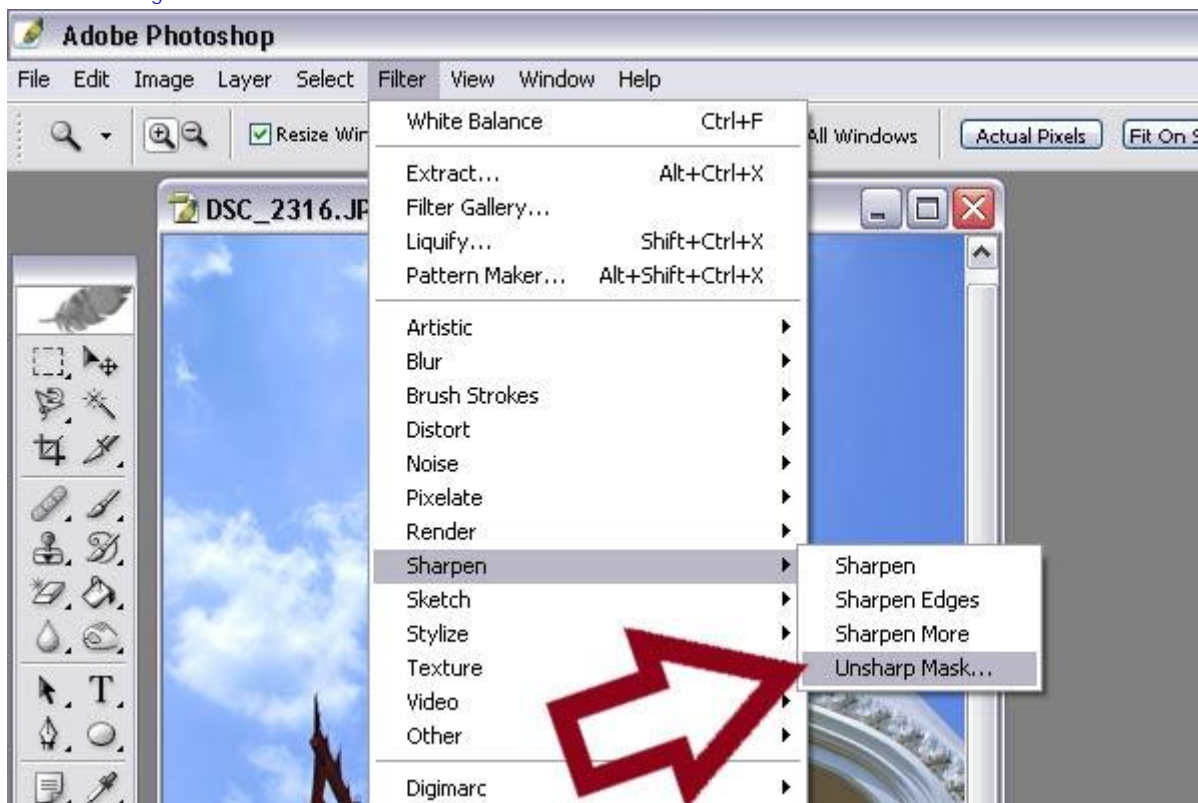 Adobe Photoshop
File Edit Image Layer Select Filter View Window Help
Resize All Windows Actual Pixels Fit On
DSC_2316.JP
White Balance Ctrl+F
Extract... Alt+Ctrl+X
Filter Gallery...
Liquify... Shift+Ctrl+X
Pattern Maker... Alt+Shift+Ctrl+X
Artistic
Blur
Brush Strokes
Distort
Noise
Pixelate
Render
Sharpen
Sketch
Stylize
Texture
Video
Other
Digimarc
Sharpen
Sharpen Edges
Sharpen More
Unsharp Mask...
T